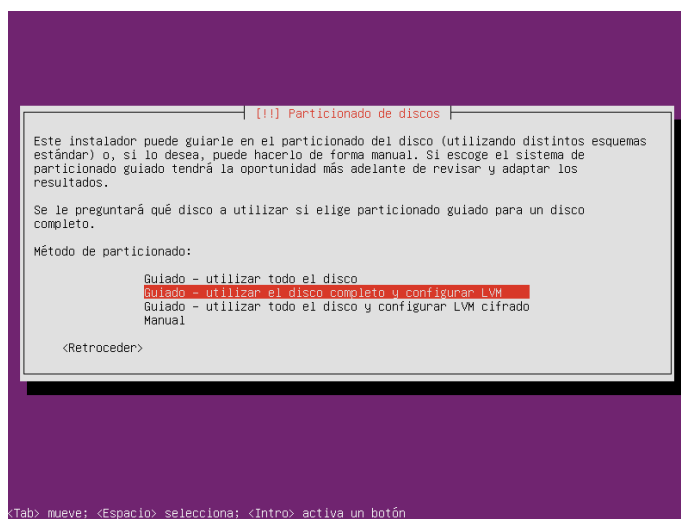 [!!] Particionado de discos
Este instalador puede guiarle en el particionado del disco (utilizando distintos esquemas
estándar) o, si lo desea, puede hacerlo de forma manual. Si escoge el sistema de
particionado guiado tendrá la oportunidad más adelante de revisar y adaptar los
resultados.
Se le preguntará qué disco a utilizar si elige particionado guiado para un disco
completo.
Método de particionado:
Guiado – utilizar todo el disco
Guiado – utilizar el disco completo y configurar LVM
Guiado – utilizar todo el disco y configurar LVM cifrado
Manual
<Retroceder>
<Tab> mueve; <Espacio> selecciona; <Intro> activa un botón